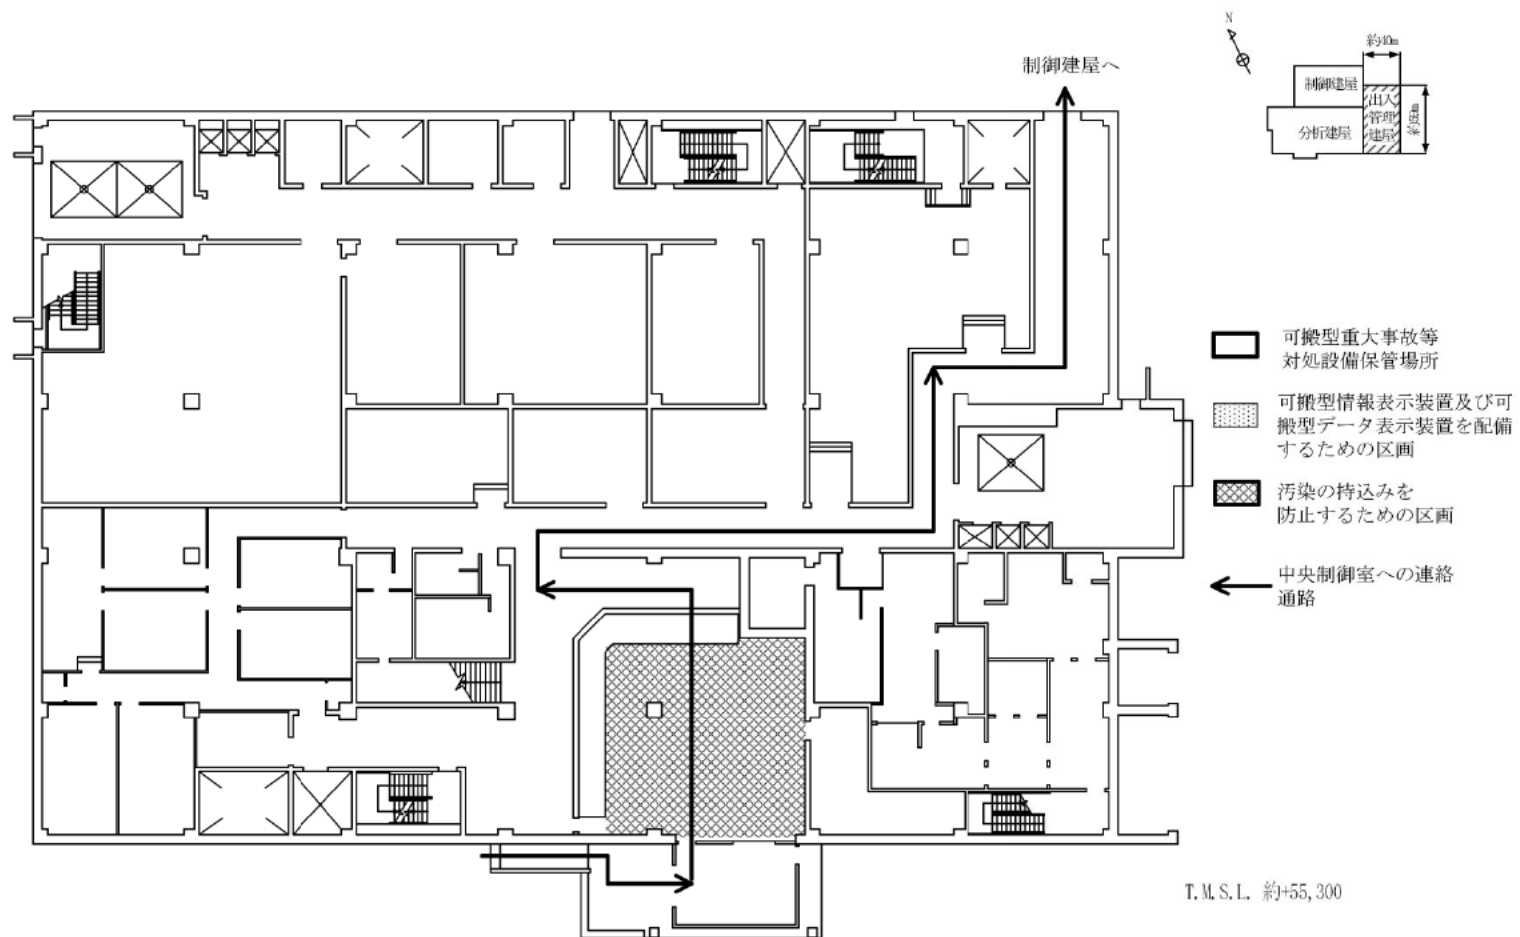 N
約40m
制御建屋
出入
管理
建屋
分析建屋
制御建屋へ
可搬型重大事故等
対処設備保管場所
可搬型情報表示装置及び可
搬型データ表示装置を配備
するための区画
汚染の持込みを
防止するための区画
中央制御室への連絡
通路
T.M.S.L. 約+55,300